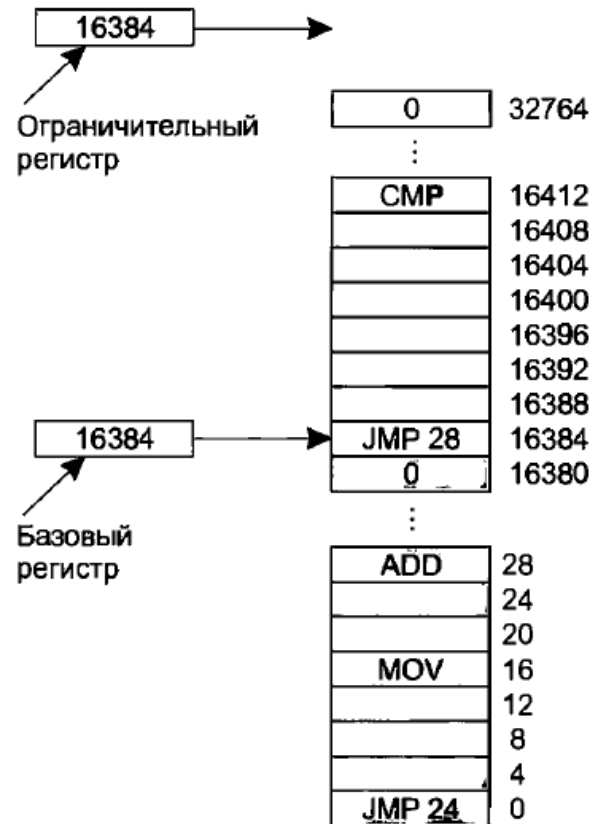 16384
Ограничительный
регистр
0 32764
⋮
CMP 16412
16408
16404
16400
16396
16392
16388
16384 JMP 28 16384
0 16380
Базовый
регистр
⋮
ADD 28
24
20
MOV 16
12
8
4
JMP 24 0